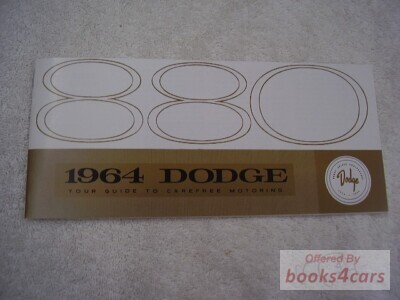 880
1964 DODGE
YOUR GUIDE TO CAREFREE MOTORING
Dodge
Offered By
books4cars